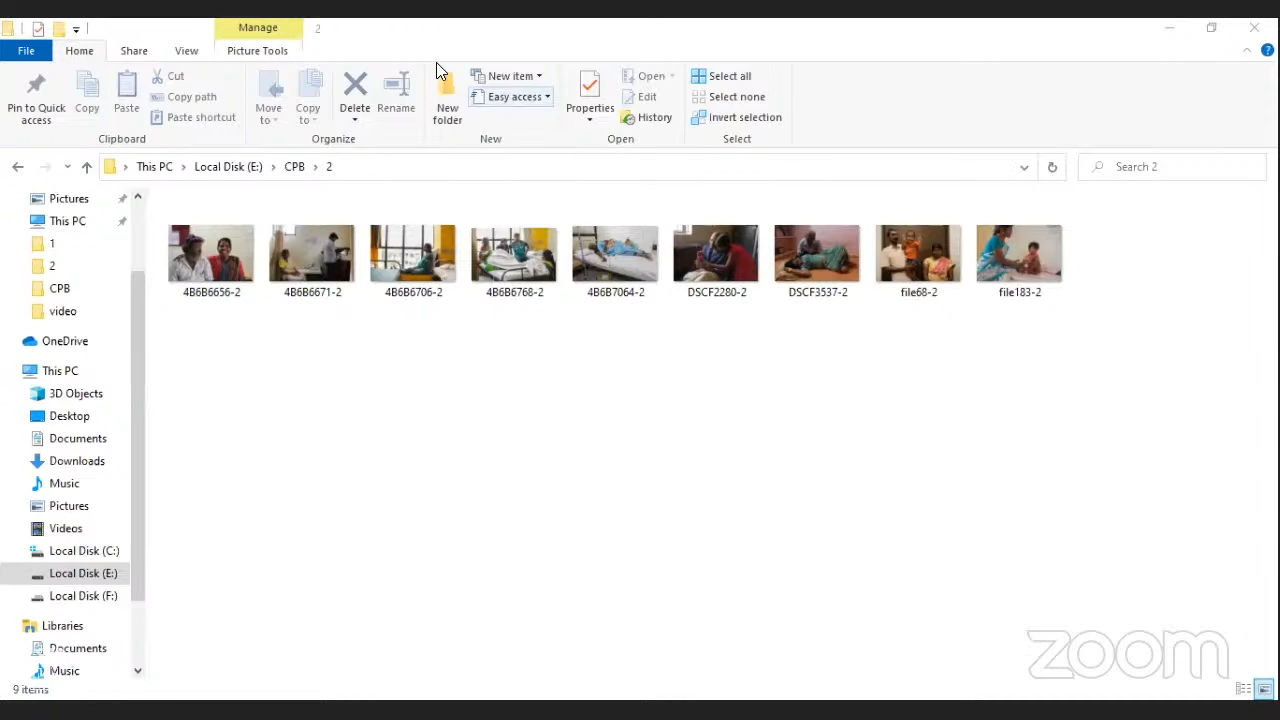 Manage
2
File
Home
Share
View
Picture Tools
Pin to Quick access
Copy
Paste
Cut
Copy path
Paste shortcut
Clipboard
Move to
Copy to
Delete
Rename
Organize
New folder
New item
Easy access
New
Properties
Open
Edit
History
Open
Select all
Select none
Invert selection
Select
This PC > Local Disk (E:) > CPB > 2
Search 2
Pictures
This PC
1
2
CPB
video
OneDrive
This PC
3D Objects
Desktop
Documents
Downloads
Music
Pictures
Videos
Local Disk (C:)
Local Disk (E:)
Local Disk (F:)
Libraries
Documents
Music
4B6B6656-2
4B6B6671-2
4B6B6706-2
4B6B6768-2
4B6B7064-2
DSCF2280-2
DSCF3537-2
file68-2
file183-2
9 items
zoom